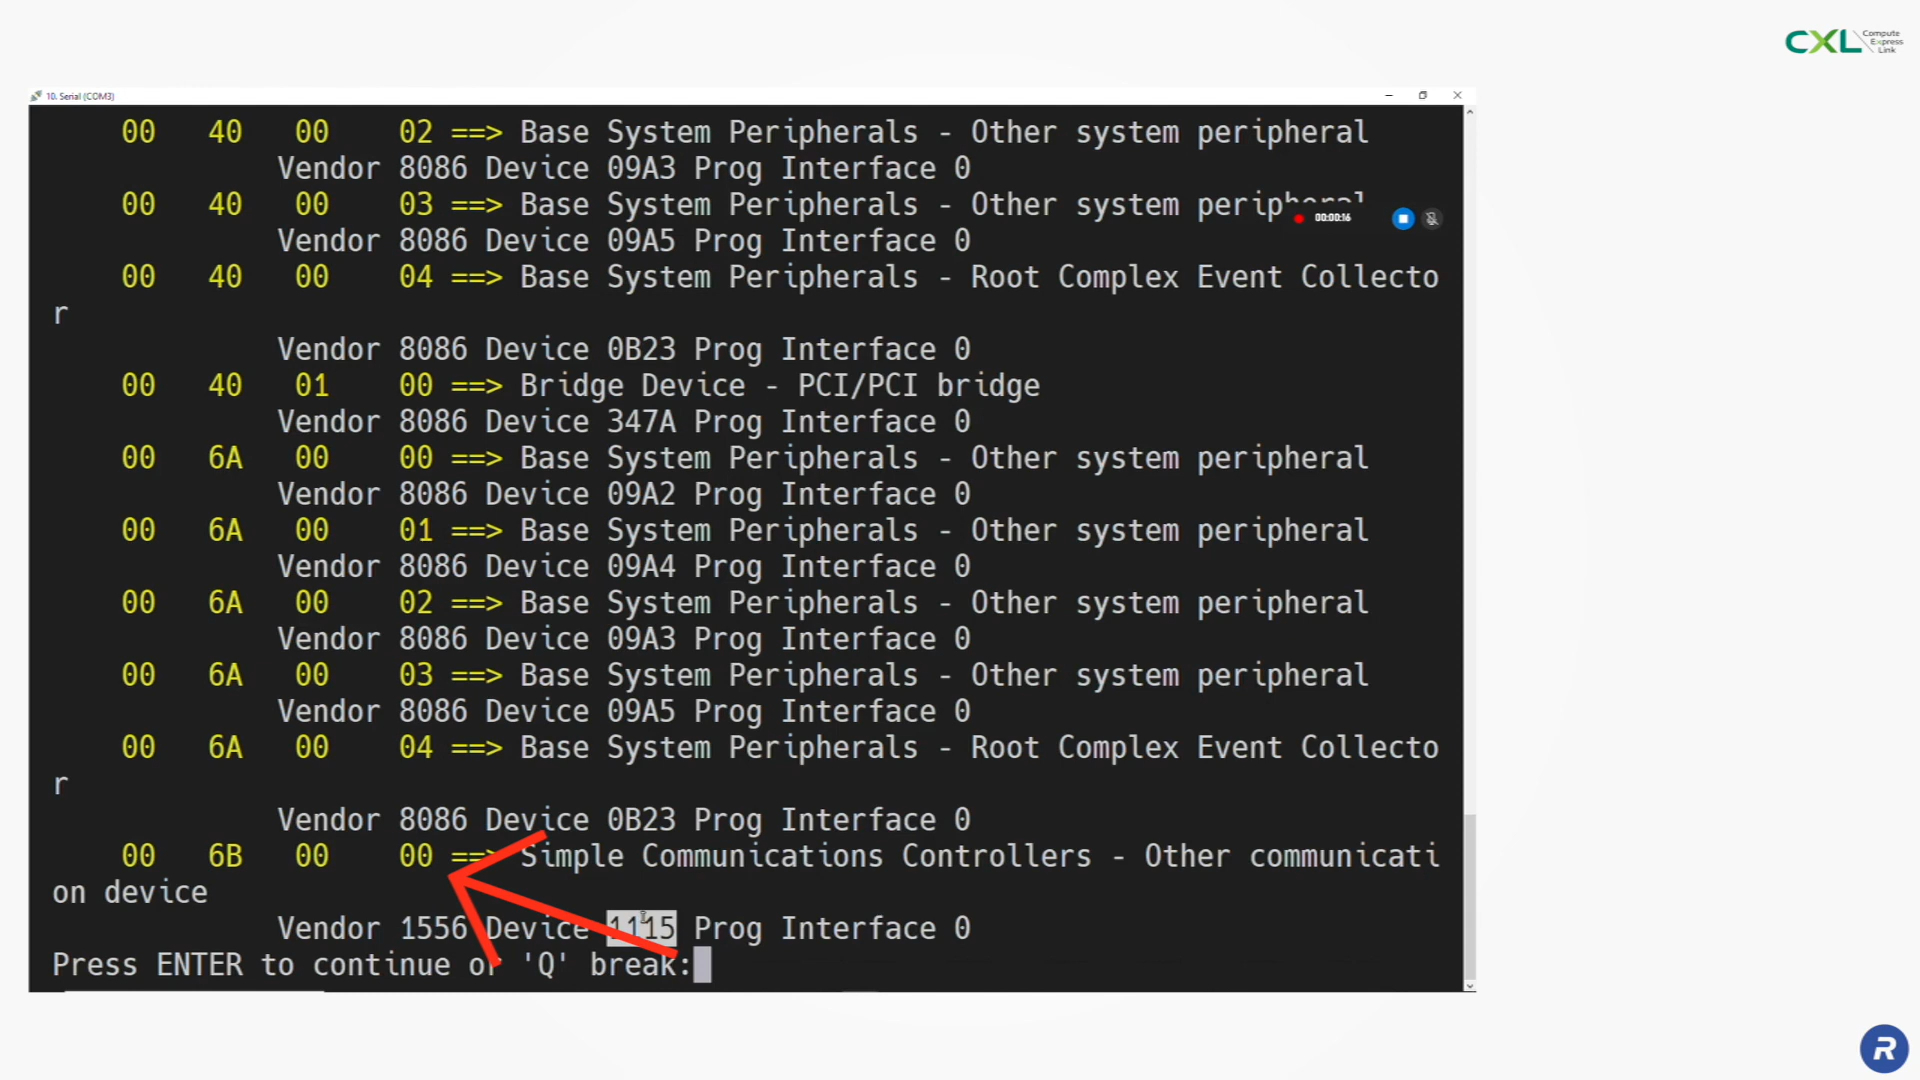 CXL Compute Express Link
10. Serial (COM3)
00 40 00 02 ==> Base System Peripherals - Other system peripheral
Vendor 8086 Device 09A3 Prog Interface 0
00 40 00 03 ==> Base System Peripherals - Other system peripheral
00:00:16
Vendor 8086 Device 09A5 Prog Interface 0
00 40 00 04 ==> Base System Peripherals - Root Complex Event Collecto
r
Vendor 8086 Device 0B23 Prog Interface 0
00 40 01 00 ==> Bridge Device - PCI/PCI bridge
Vendor 8086 Device 347A Prog Interface 0
00 6A 00 00 ==> Base System Peripherals - Other system peripheral
Vendor 8086 Device 09A2 Prog Interface 0
00 6A 00 01 ==> Base System Peripherals - Other system peripheral
Vendor 8086 Device 09A4 Prog Interface 0
00 6A 00 02 ==> Base System Peripherals - Other system peripheral
Vendor 8086 Device 09A3 Prog Interface 0
00 6A 00 03 ==> Base System Peripherals - Other system peripheral
Vendor 8086 Device 09A5 Prog Interface 0
00 6A 00 04 ==> Base System Peripherals - Root Complex Event Collecto
r
Vendor 8086 Device 0B23 Prog Interface 0
00 6B 00 00 ==> Simple Communications Controllers - Other communicati
on device
Vendor 1556 Device 1115 Prog Interface 0
Press ENTER to continue or 'Q' break:
R